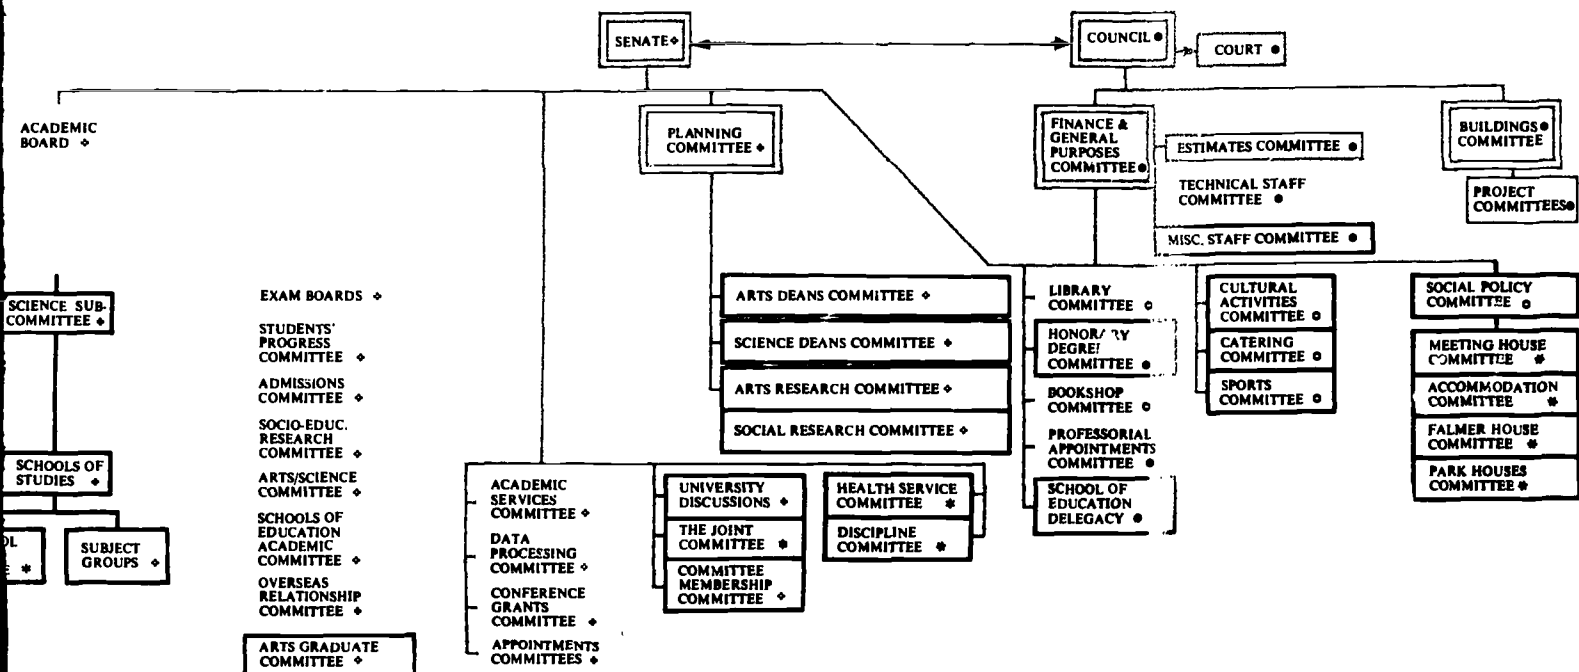 SENATE
COUNCIL
COURT
ACADEMIC
BOARD
PLANNING
COMMITTEE
FINANCE &
GENERAL
PURPOSES
COMMITTEE
ESTIMATES COMMITTEE
TECHNICAL STAFF
COMMITTEE
MISC. STAFF COMMITTEE
BUILDINGS
COMMITTEE
PROJECT
COMMITTEES
SCIENCE SUB-
COMMITTEE
SCHOOLS OF
STUDIES
SUBJECT
GROUPS
EXAM BOARDS
STUDENTS'
PROGRESS
COMMITTEE
ADMISSIONS
COMMITTEE
SOCIO-EDUC.
RESEARCH
COMMITTEE
ARTS/SCIENCE
COMMITTEE
SCHOOLS OF
EDUCATION
ACADEMIC
COMMITTEE
OVERSEAS
RELATIONSHIP
COMMITTEE
ARTS GRADUATE
COMMITTEE
ACADEMIC
SERVICES
COMMITTEE
DATA
PROCESSING
COMMITTEE
CONFERENCE
GRANTS
COMMITTEE
APPOINTMENTS
COMMITTEES
UNIVERSITY
DISCUSSIONS
THE JOINT
COMMITTEE
COMMITTEE
MEMBERSHIP
COMMITTEE
HEALTH SERVICE
COMMITTEE
DISCIPLINE
COMMITTEE
ARTS DEANS COMMITTEE
SCIENCE DEANS COMMITTEE
ARTS RESEARCH COMMITTEE
SOCIAL RESEARCH COMMITTEE
LIBRARY
COMMITTEE
HONORARY
DEGREE
COMMITTEE
BOOKSHOP
COMMITTEE
PROFESSORIAL
APPOINTMENTS
COMMITTEE
SCHOOL OF
EDUCATION
DELEGACY
CULTURAL
ACTIVITIES
COMMITTEE
CATERING
COMMITTEE
SPORTS
COMMITTEE
SOCIAL POLICY
COMMITTEE
MEETING HOUSE
COMMITTEE
ACCOMMODATION
COMMITTEE
FALMER HOUSE
COMMITTEE
PARK HOUSES
COMMITTEE